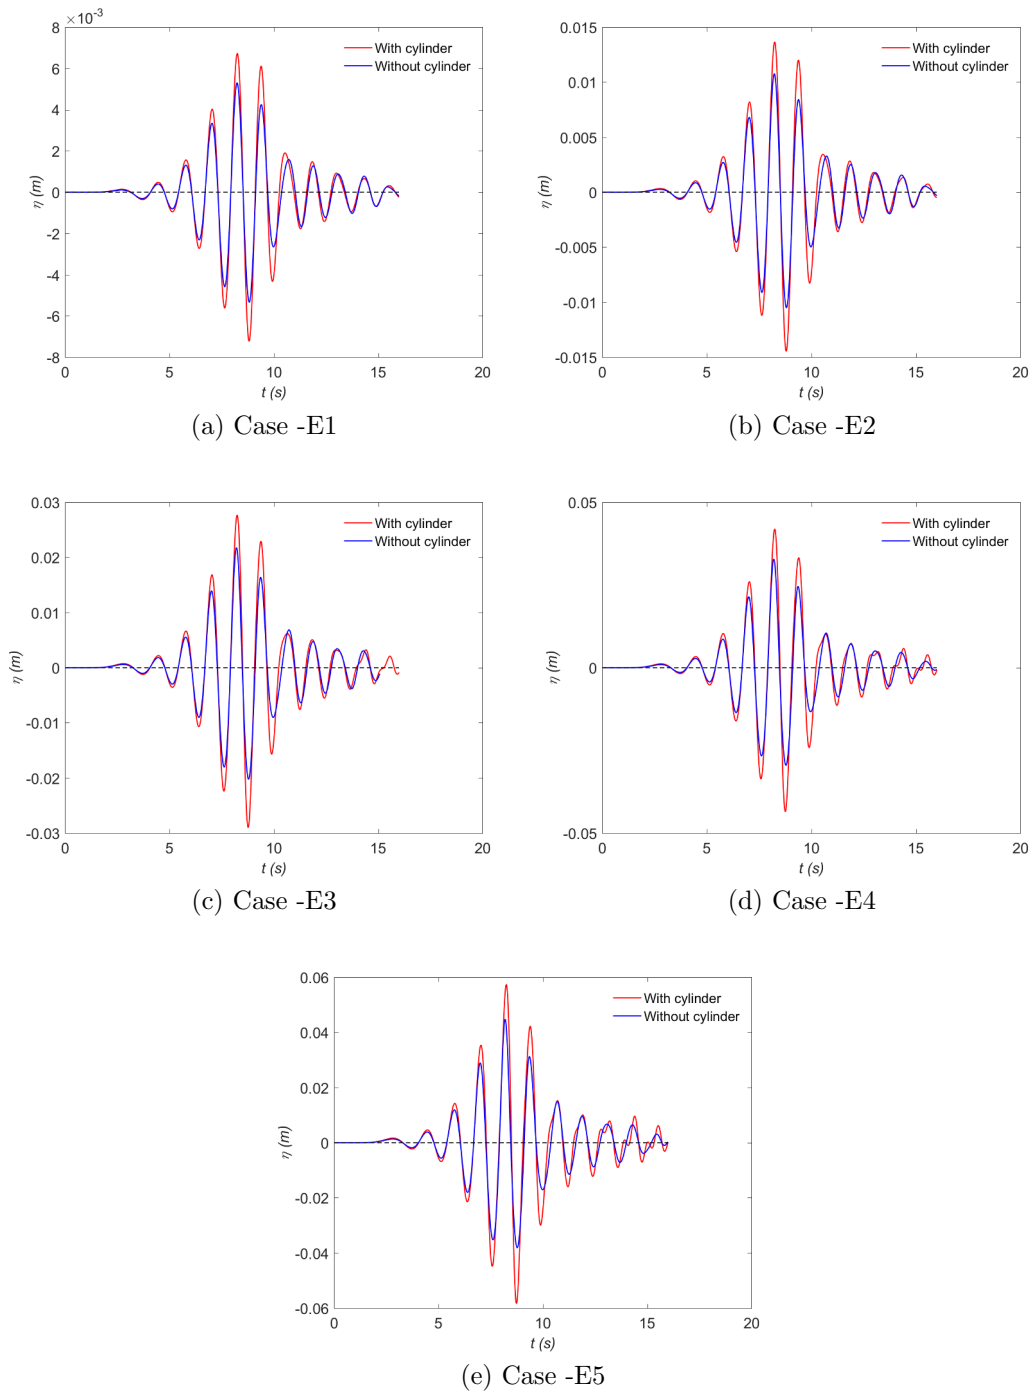 ×10⁻³
8
6
4
2
0
-2
-4
-6
-8
η (m)
With cylinder
Without cylinder
0 5 10 15 20
t (s)
(a) Case -E1
0.015
0.01
0.005
0
-0.005
-0.01
-0.015
η (m)
With cylinder
Without cylinder
0 5 10 15 20
t (s)
(b) Case -E2
0.03
0.02
0.01
0
-0.01
-0.02
-0.03
η (m)
With cylinder
Without cylinder
0 5 10 15 20
t (s)
(c) Case -E3
0.05
0
-0.05
η (m)
With cylinder
Without cylinder
0 5 10 15 20
t (s)
(d) Case -E4
0.06
0.04
0.02
0
-0.02
-0.04
-0.06
η (m)
With cylinder
Without cylinder
0 5 10 15 20
t (s)
(e) Case -E5